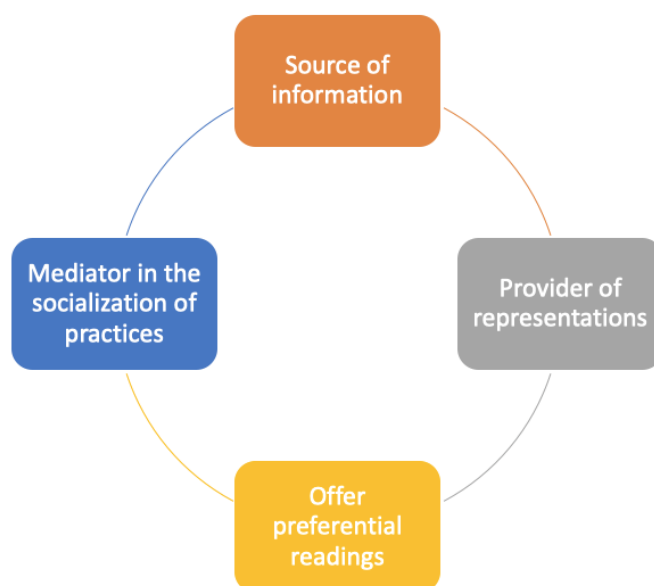 Source of
information
Provider of
representations
Offer
preferential
readings
Mediator in the
socialization of
practices